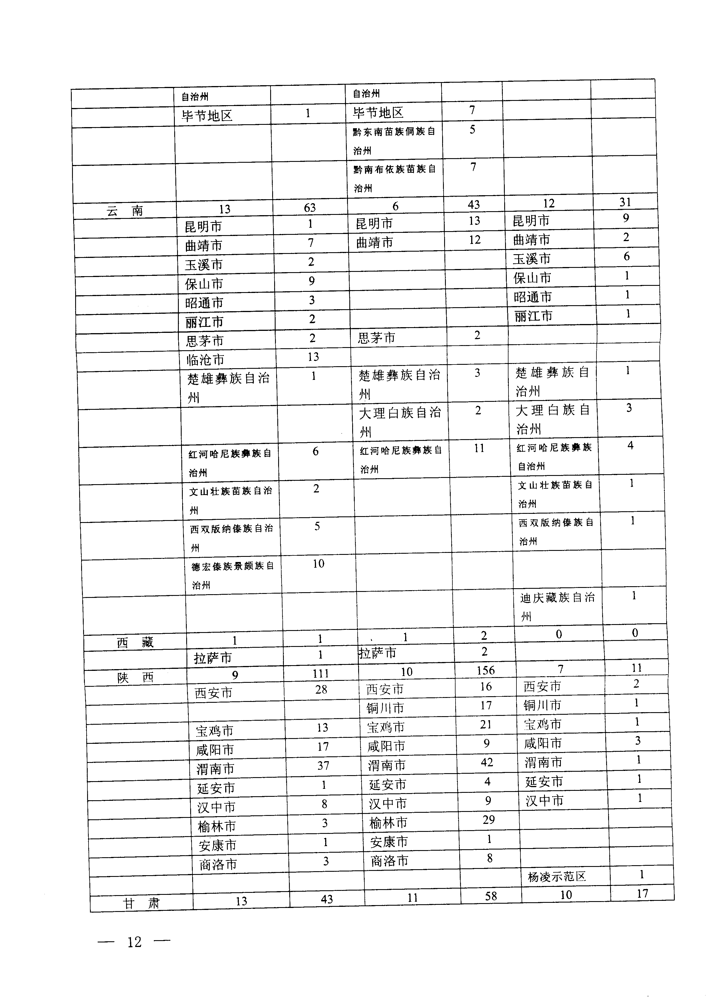 自治州 自治州
毕节地区 1 毕节地区 7
黔东南苗族侗族自 5
治州
黔南布依族苗族自 7
治州
云 南 13 63 6 43 12 31
昆明市 1 昆明市 13 昆明市 9
曲靖市 7 曲靖市 12 曲靖市 2
玉溪市 2 玉溪市 6
保山市 9 保山市 1
昭通市 3 昭通市 1
丽江市 2 丽江市 1
思茅市 2 思茅市 2
临沧市 13
楚雄彝族自治 1 楚雄彝族自治 3 楚雄彝族自 1
州 州 治州
大理白族自治 2 大理白族自 3
州 治州
红河哈尼族彝族自 6 红河哈尼族彝族自 11 红河哈尼族彝族 4
治州 治州 自治州
文山壮族苗族自治 2 文山壮族苗族自 1
州 治州
西双版纳傣族自治 5 西双版纳傣族自 1
州 治州
德宏傣族景颇族自 10
治州
迪庆藏族自治 1
州
西 藏 1 1 1 2 0 0
拉萨市 1 拉萨市 2
陕 西 9 111 10 156 7 11
西安市 28 西安市 16 西安市 2
铜川市 17 铜川市 1
宝鸡市 13 宝鸡市 21 宝鸡市 1
咸阳市 17 咸阳市 9 咸阳市 3
渭南市 37 渭南市 42 渭南市 1
延安市 1 延安市 4 延安市 1
汉中市 8 汉中市 9 汉中市 1
榆林市 3 榆林市 29
安康市 1 安康市 1
商洛市 3 商洛市 8
杨凌示范区 1
甘 肃 13 43 11 58 10 17
— 12 —